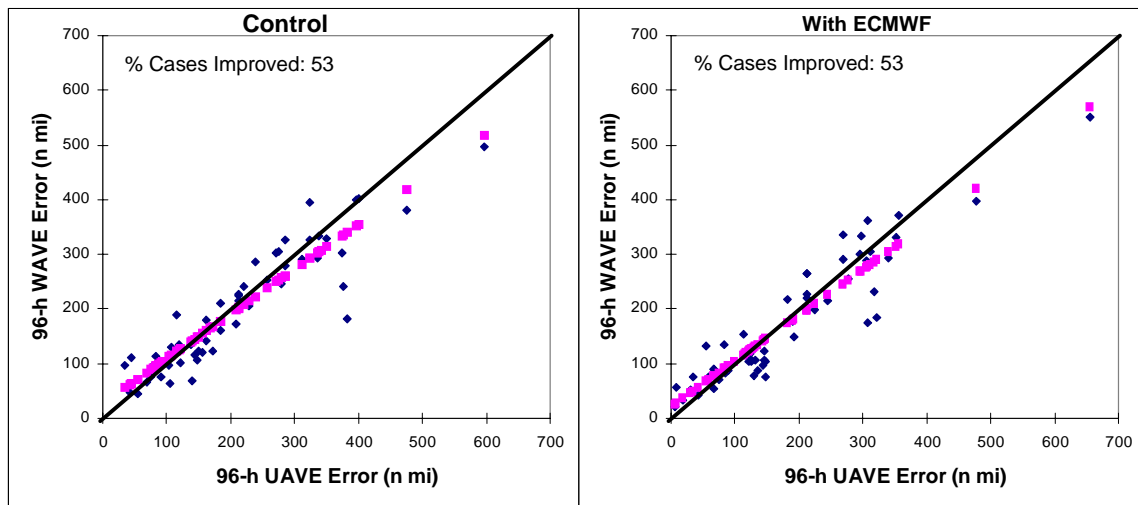 Control
% Cases Improved: 53
700
600
500
400
300
200
100
0
96-h WAVE Error (n mi)
0 100 200 300 400 500 600 700
96-h UAVE Error (n mi)
With ECMWF
% Cases Improved: 53
700
600
500
400
300
200
100
0
96-h WAVE Error (n mi)
0 100 200 300 400 500 600 700
96-h UAVE Error (n mi)